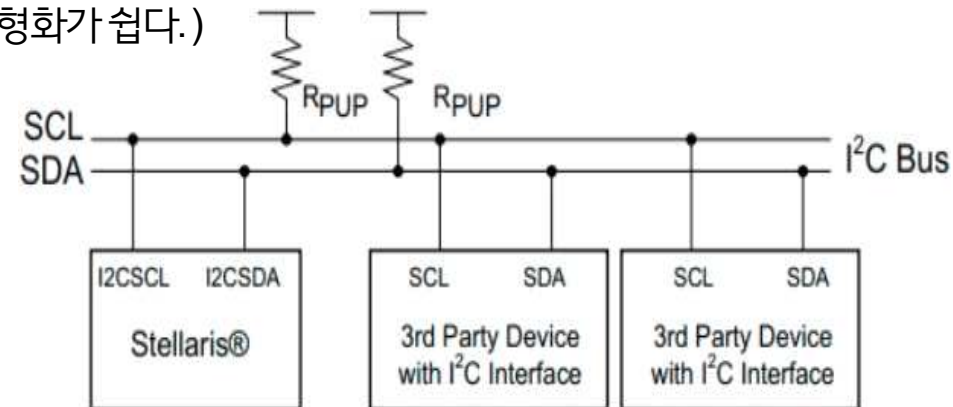 형화가 쉽다.)
RPUP RPUP
SCL
SDA
I²C Bus
I2CSCL I2CSDA
Stellaris®
SCL SDA
3rd Party Device
with I²C Interface
SCL SDA
3rd Party Device
with I²C Interface